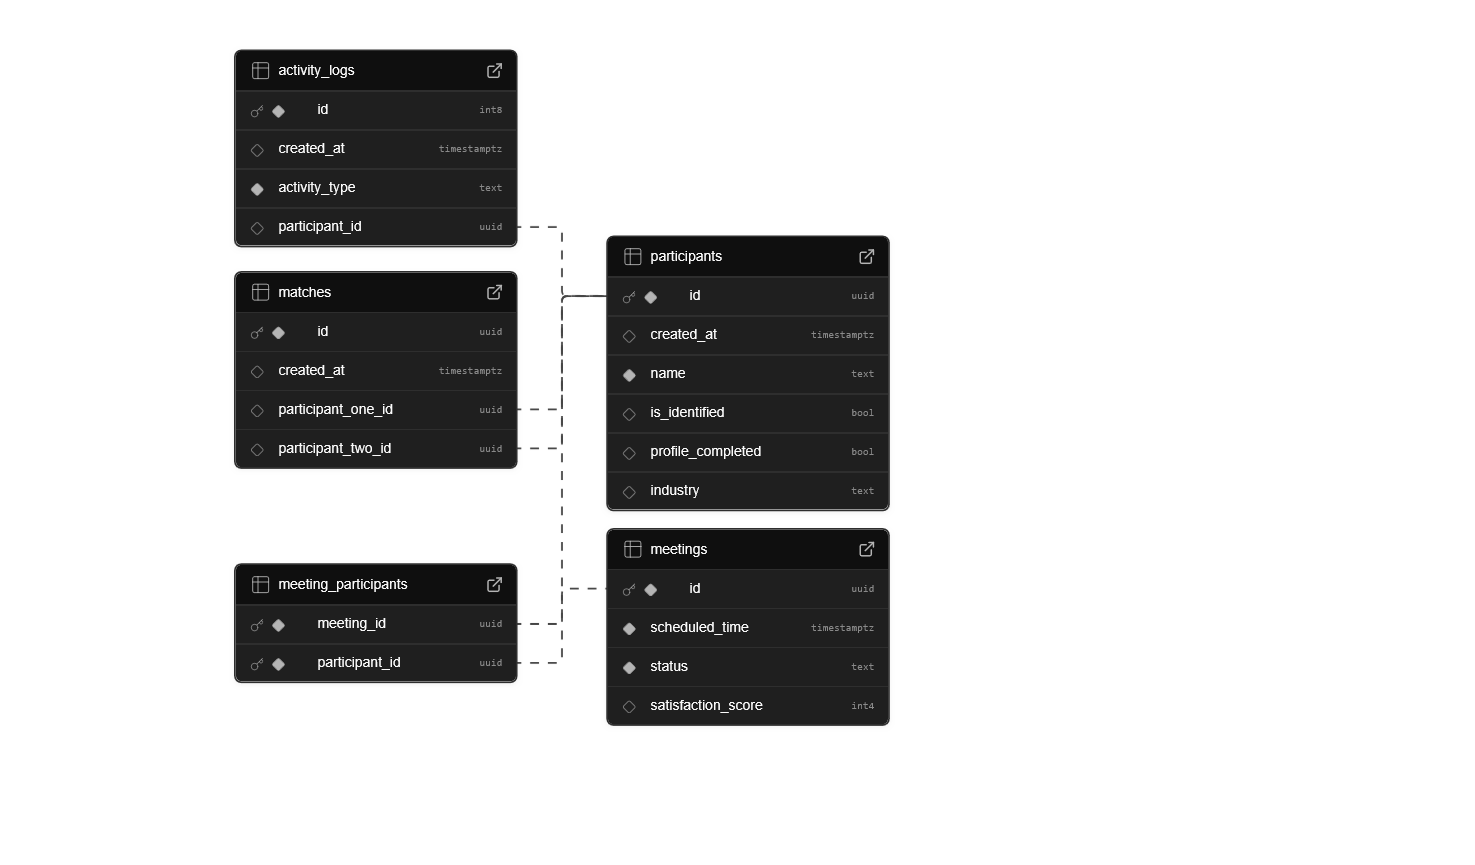 activity_logs
id int8
created_at timestamptz
activity_type text
participant_id uuid
matches
id uuid
created_at timestamptz
participant_one_id uuid
participant_two_id uuid
meeting_participants
meeting_id uuid
participant_id uuid
participants
id uuid
created_at timestamptz
name text
is_identified bool
profile_completed bool
industry text
meetings
id uuid
scheduled_time timestamptz
status text
satisfaction_score int4